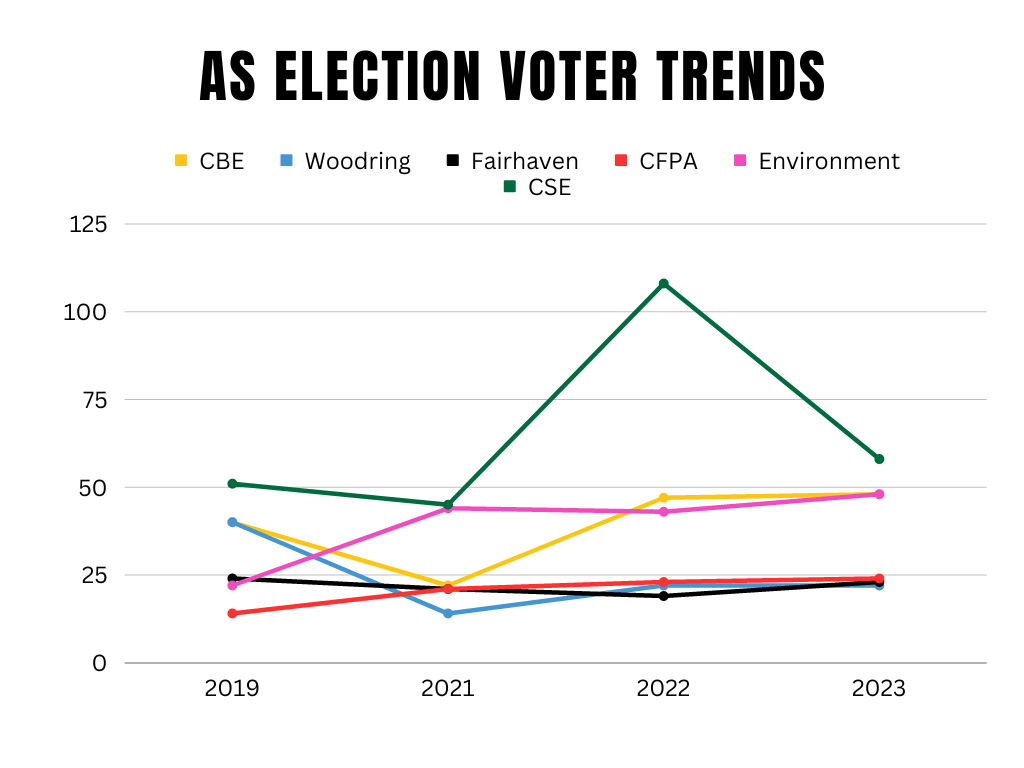 AS ELECTION VOTER TRENDS
CBE Woodring Fairhaven CFPA Environment
CSE
125
100
75
50
25
0
2019 2021 2022 2023